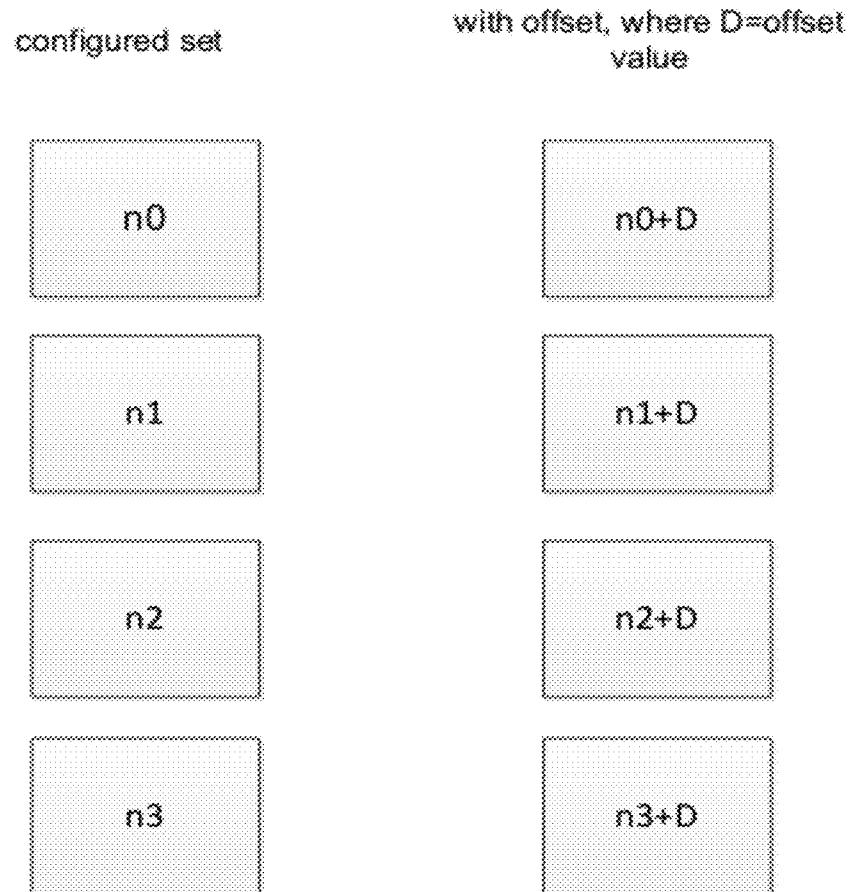 configured set
with offset, where D=offset
value
n0
n0+D
n1
n1+D
n2
n2+D
n3
n3+D